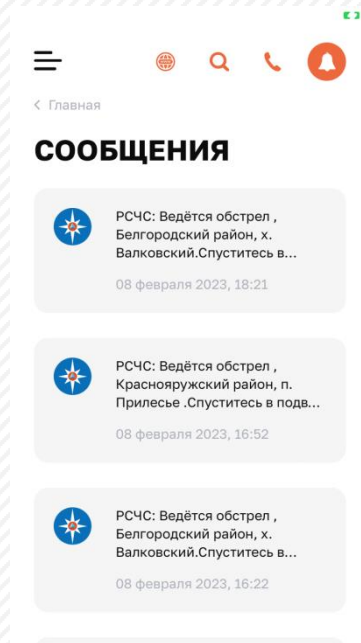 Главная
СООБЩЕНИЯ
РСЧС: Ведётся обстрел ,
Белгородский район, х.
Валковский.Спуститесь в...
08 февраля 2023, 18:21
РСЧС: Ведётся обстрел ,
Краснояружский район, п.
Прилесье .Спуститесь в подв...
08 февраля 2023, 16:52
РСЧС: Ведётся обстрел ,
Белгородский район, х.
Валковский.Спуститесь в...
08 февраля 2023, 16:22